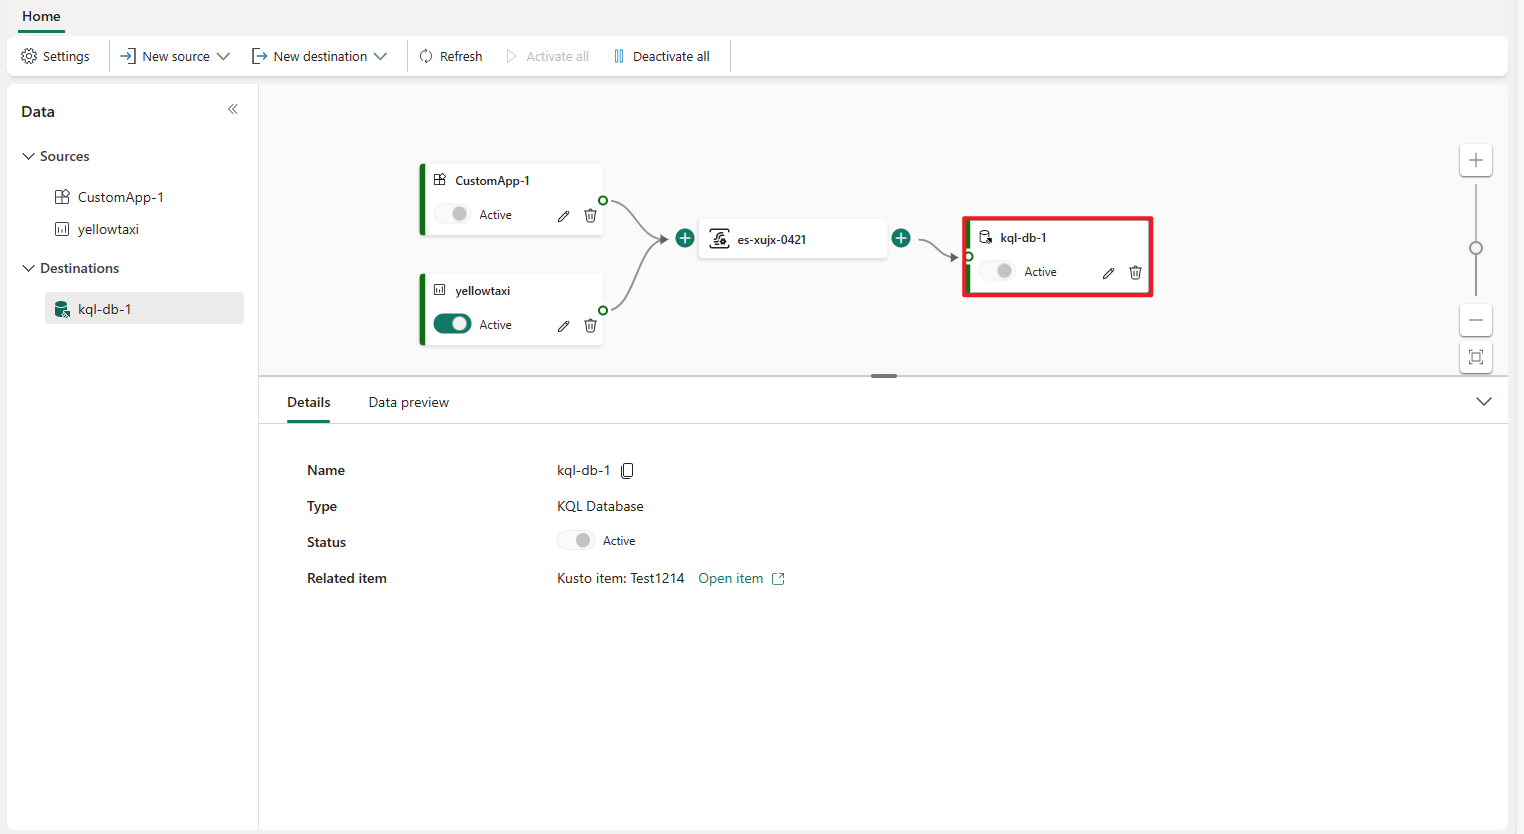 Home
Settings
New source
New destination
Refresh
Activate all
Deactivate all
Data
Sources
CustomApp-1
yellowtaxi
Destinations
kql-db-1
CustomApp-1
Active
yellowtaxi
Active
es-xujx-0421
kql-db-1
Active
Details
Data preview
Name
kql-db-1
Type
KQL Database
Status
Active
Related item
Kusto item: Test1214 Open item